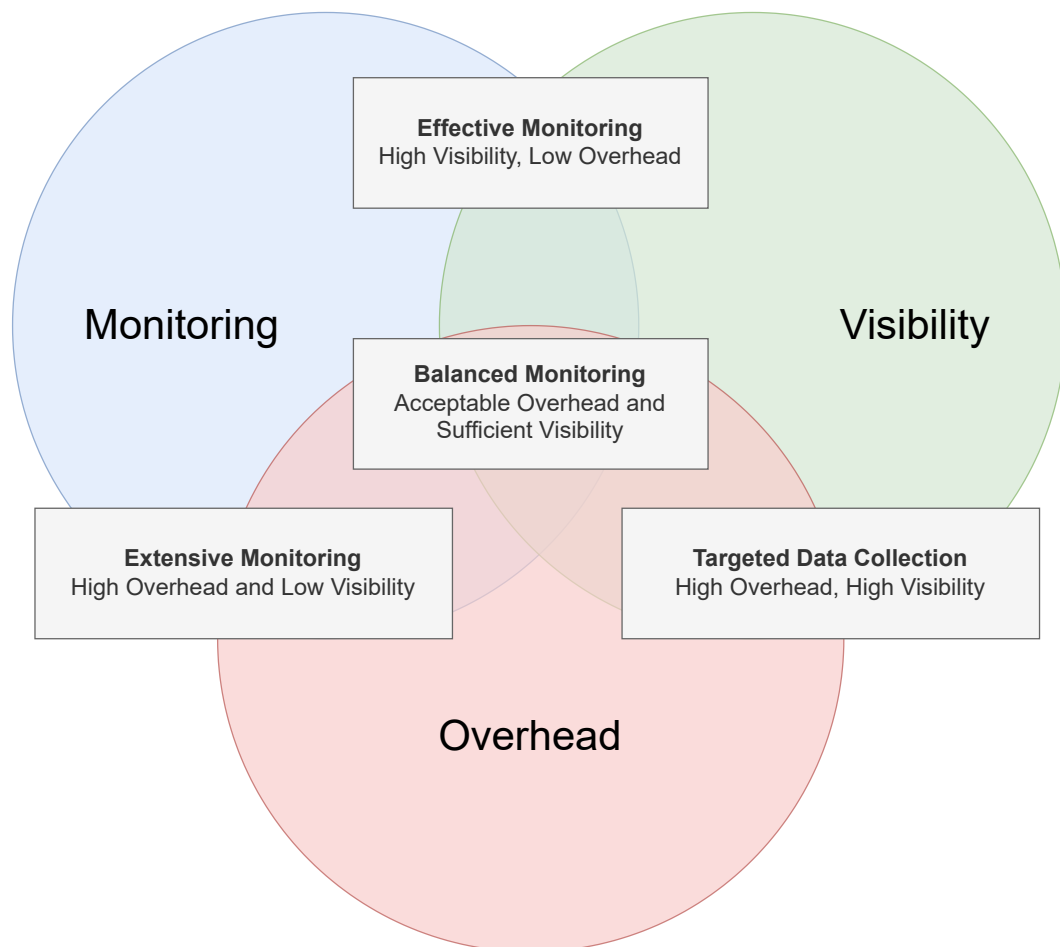 Effective Monitoring
High Visibility, Low Overhead
Monitoring
Visibility
Balanced Monitoring
Acceptable Overhead and
Sufficient Visibility
Extensive Monitoring
High Overhead and Low Visibility
Targeted Data Collection
High Overhead, High Visibility
Overhead